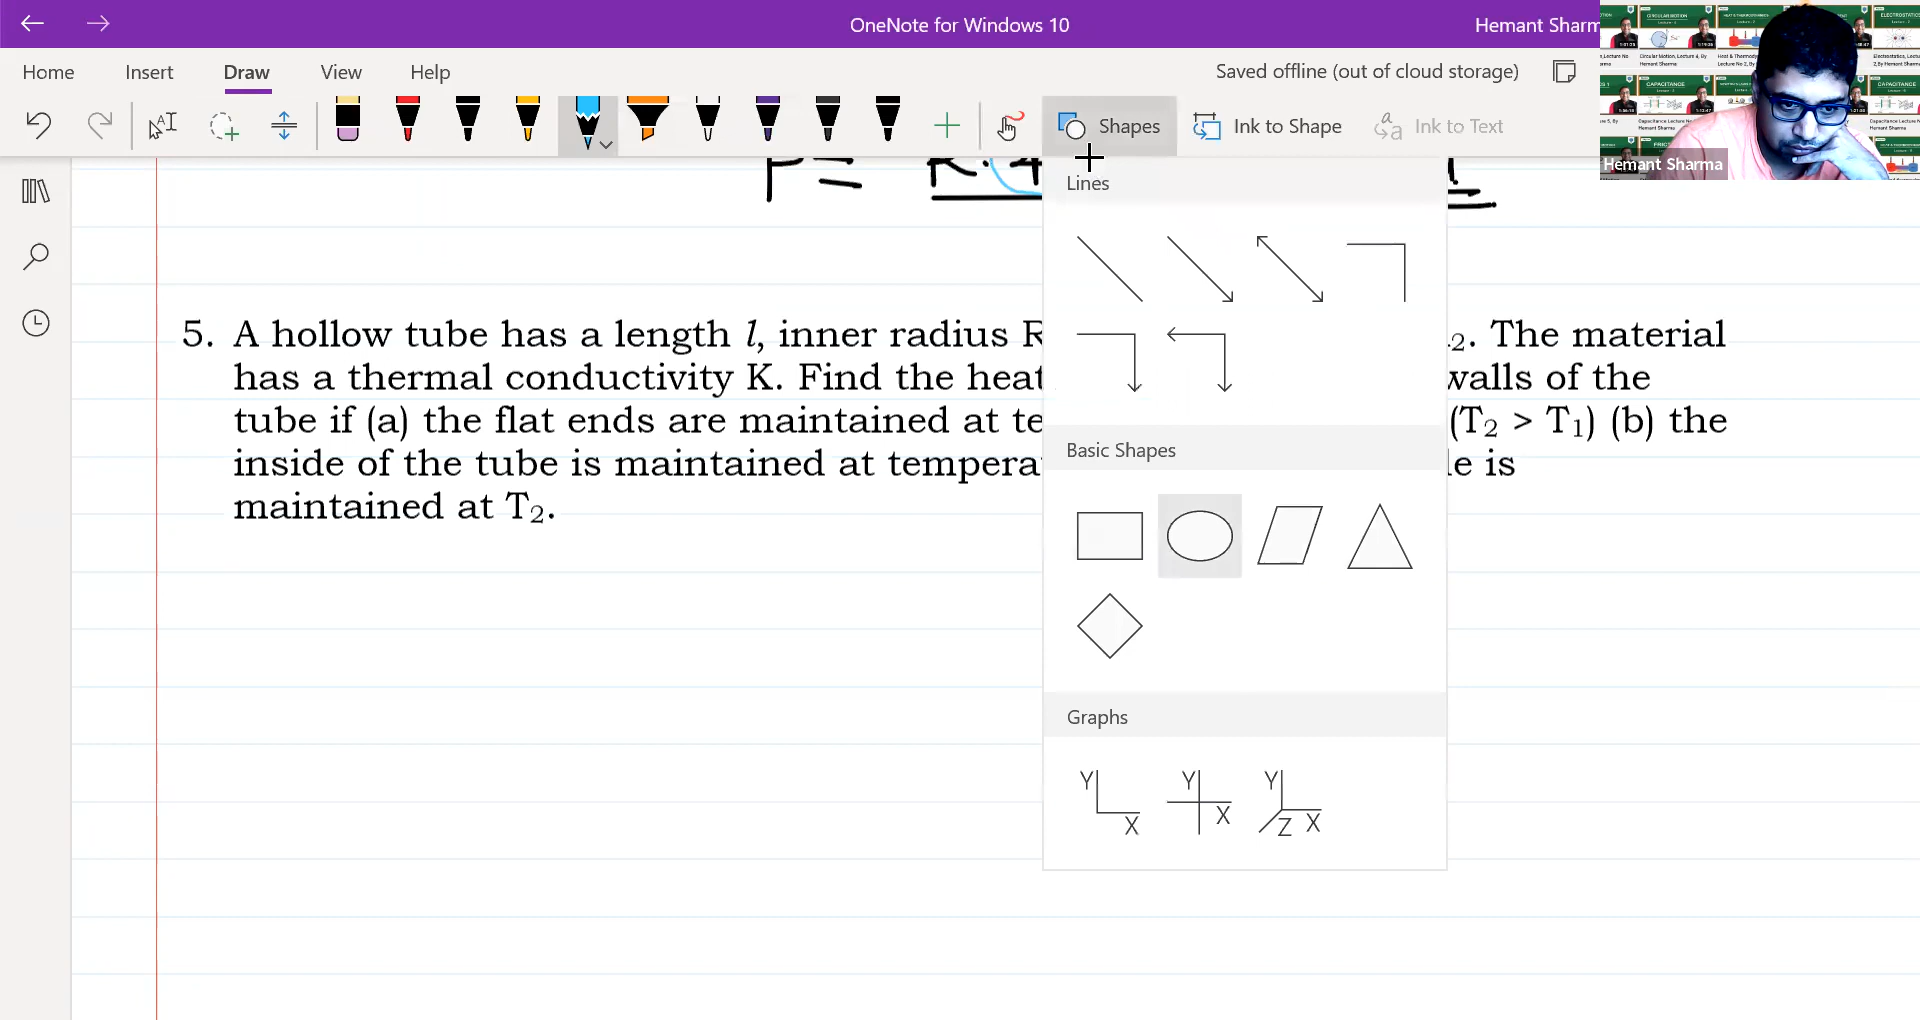 OneNote for Windows 10
Hemant Sharm
Home Insert Draw View Help
Saved offline (out of cloud storage)
Shapes Ink to Shape Ink to Text
Hemant Sharma
Lines
5. A hollow tube has a length l, inner radius R 2. The material
has a thermal conductivity K. Find the heat walls of the
tube if (a) the flat ends are maintained at te (T2 > T1) (b) the
inside of the tube is maintained at tempera le is
maintained at T2.
Basic Shapes
Graphs
Y X Y X Y Z X